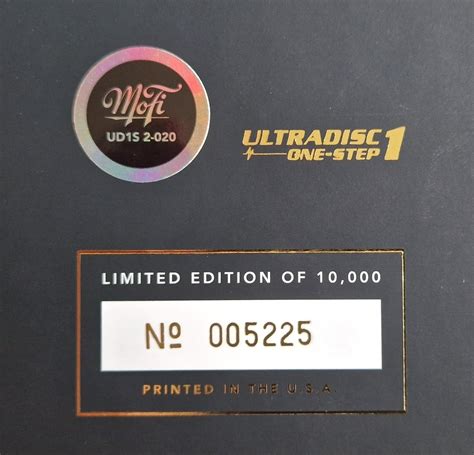 MoFi
UD1S 2-020
ULTRADISC
ONE-STEP 1
LIMITED EDITION OF 10,000
Nº 005225
PRINTED IN THE U.S.A